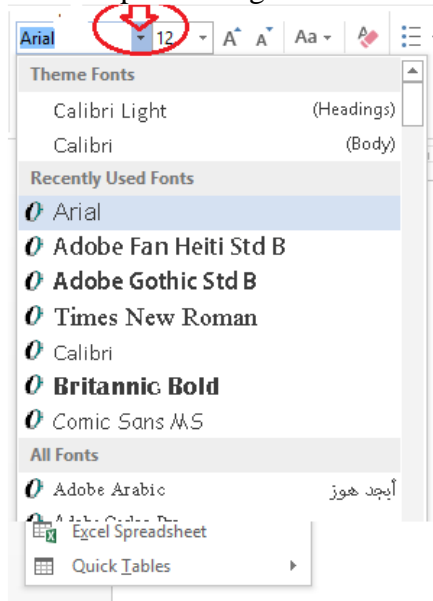 Arial 12 Aa
Theme Fonts
Calibri Light (Headings)
Calibri (Body)
Recently Used Fonts
Arial
Adobe Fan Heiti Std B
Adobe Gothic Std B
Times New Roman
Calibri
Britannic Bold
Comic Sans MS
All Fonts
Adobe Arabic أيجد هوز
Excel Spreadsheet
Quick Tables